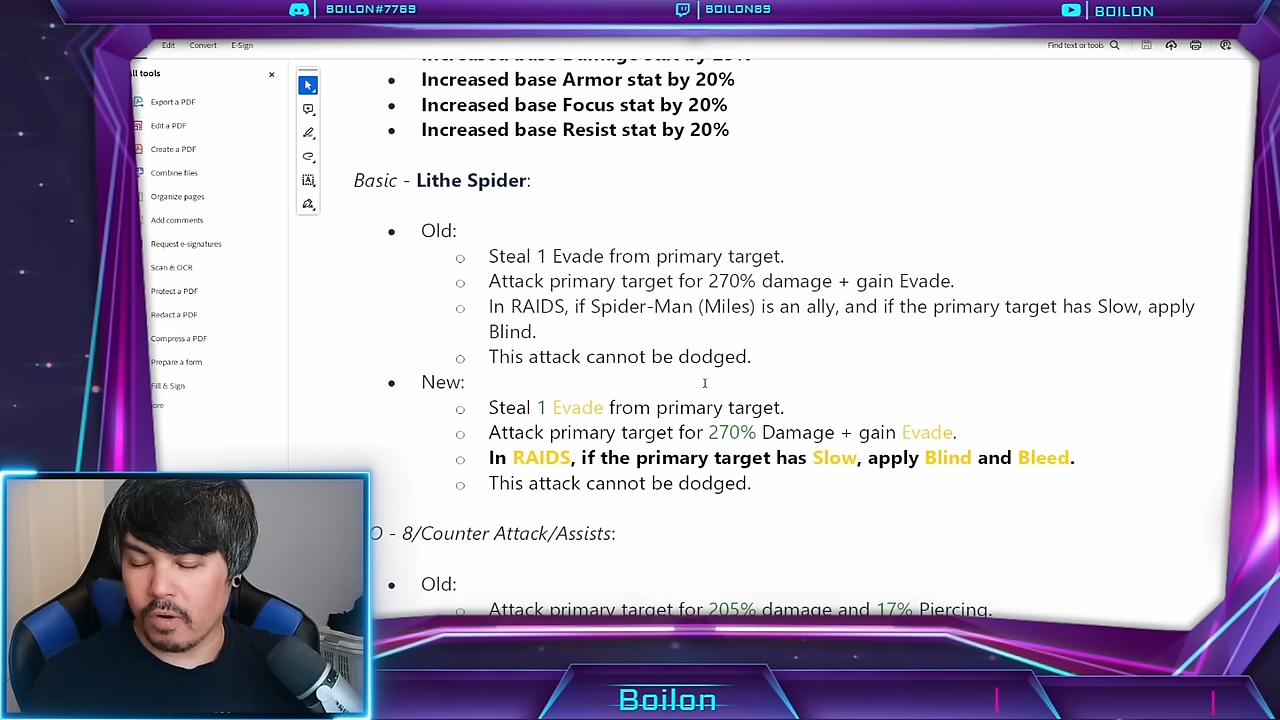 BOILON#7769
BOILON89
BOILON
Edit Convert E-Sign
Find text or tools
All tools
Export a PDF
Edit a PDF
Create a PDF
Combine files
Organize pages
Add comments
Request e-signatures
Scan & OCR
Protect a PDF
Redact a PDF
Compress a PDF
Prepare a form
Fill & Sign
Increased base Damage stat by
• Increased base Armor stat by 20%
• Increased base Focus stat by 20%
• Increased base Resist stat by 20%
Basic - Lithe Spider:
• Old:
○ Steal 1 Evade from primary target.
○ Attack primary target for 270% damage + gain Evade.
○ In RAIDS, if Spider-Man (Miles) is an ally, and if the primary target has Slow, apply
Blind.
○ This attack cannot be dodged.
• New:
○ Steal 1 Evade from primary target.
○ Attack primary target for 270% Damage + gain Evade.
○ In RAIDS, if the primary target has Slow, apply Blind and Bleed.
○ This attack cannot be dodged.
O - 8/Counter Attack/Assists:
• Old:
○ Attack primary target for 205% damage and 17% Piercing.
Boilon